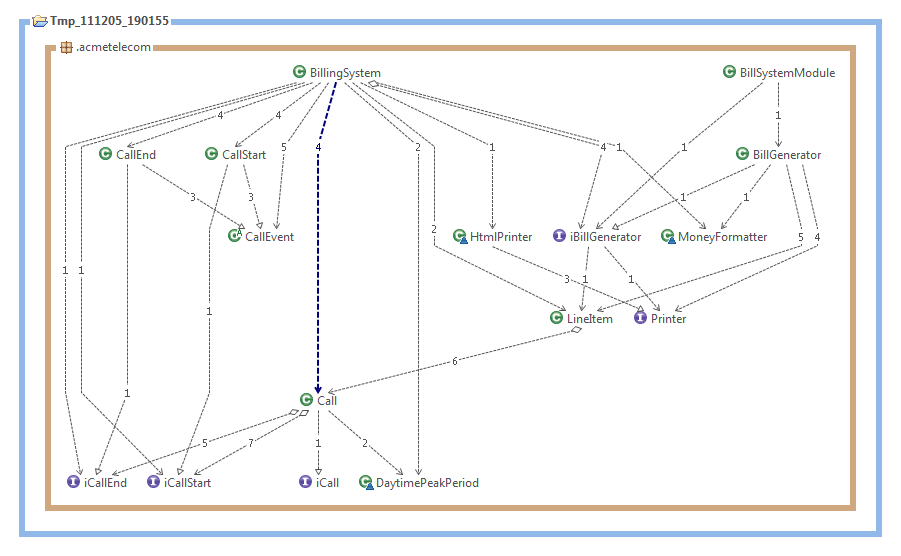 Tmp_111205_190155
.acmetelecom
BillingSystem
BillSystemModule
4
4
5
4
2
1
4
1
1
1
CallEnd
CallStart
BillGenerator
3
3
1
1
CallEvent
HtmlPrinter
iBillGenerator
MoneyFormatter
2
5
4
1
1
1
3
1
1
LineItem
Printer
6
1
Call
5
7
1
2
iCallEnd
iCallStart
iCall
DaytimePeakPeriod